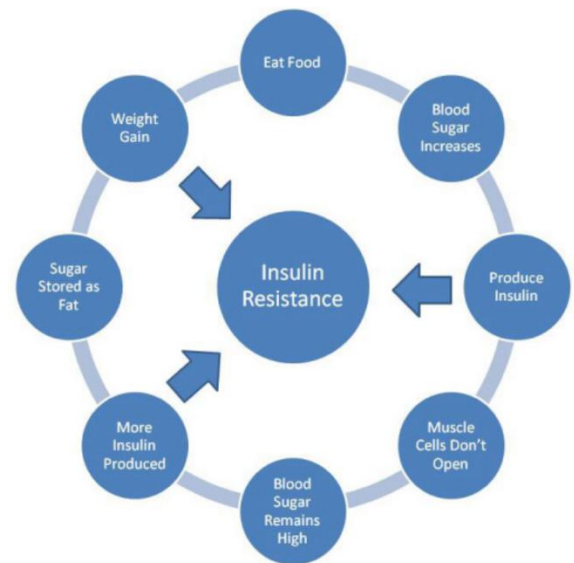 Eat Food
Blood
Sugar
Increases
Produce
Insulin
Muscle
Cells Don't
Open
Blood
Sugar
Remains
High
More
Insulin
Produced
Sugar
Stored as
Fat
Weight
Gain
Insulin
Resistance